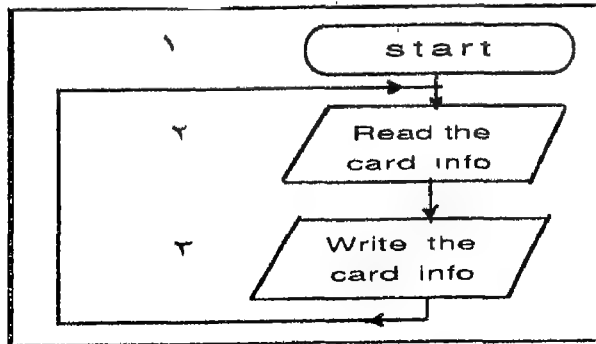 ١
start
٢
Read the
card info
٣
Write the
card info